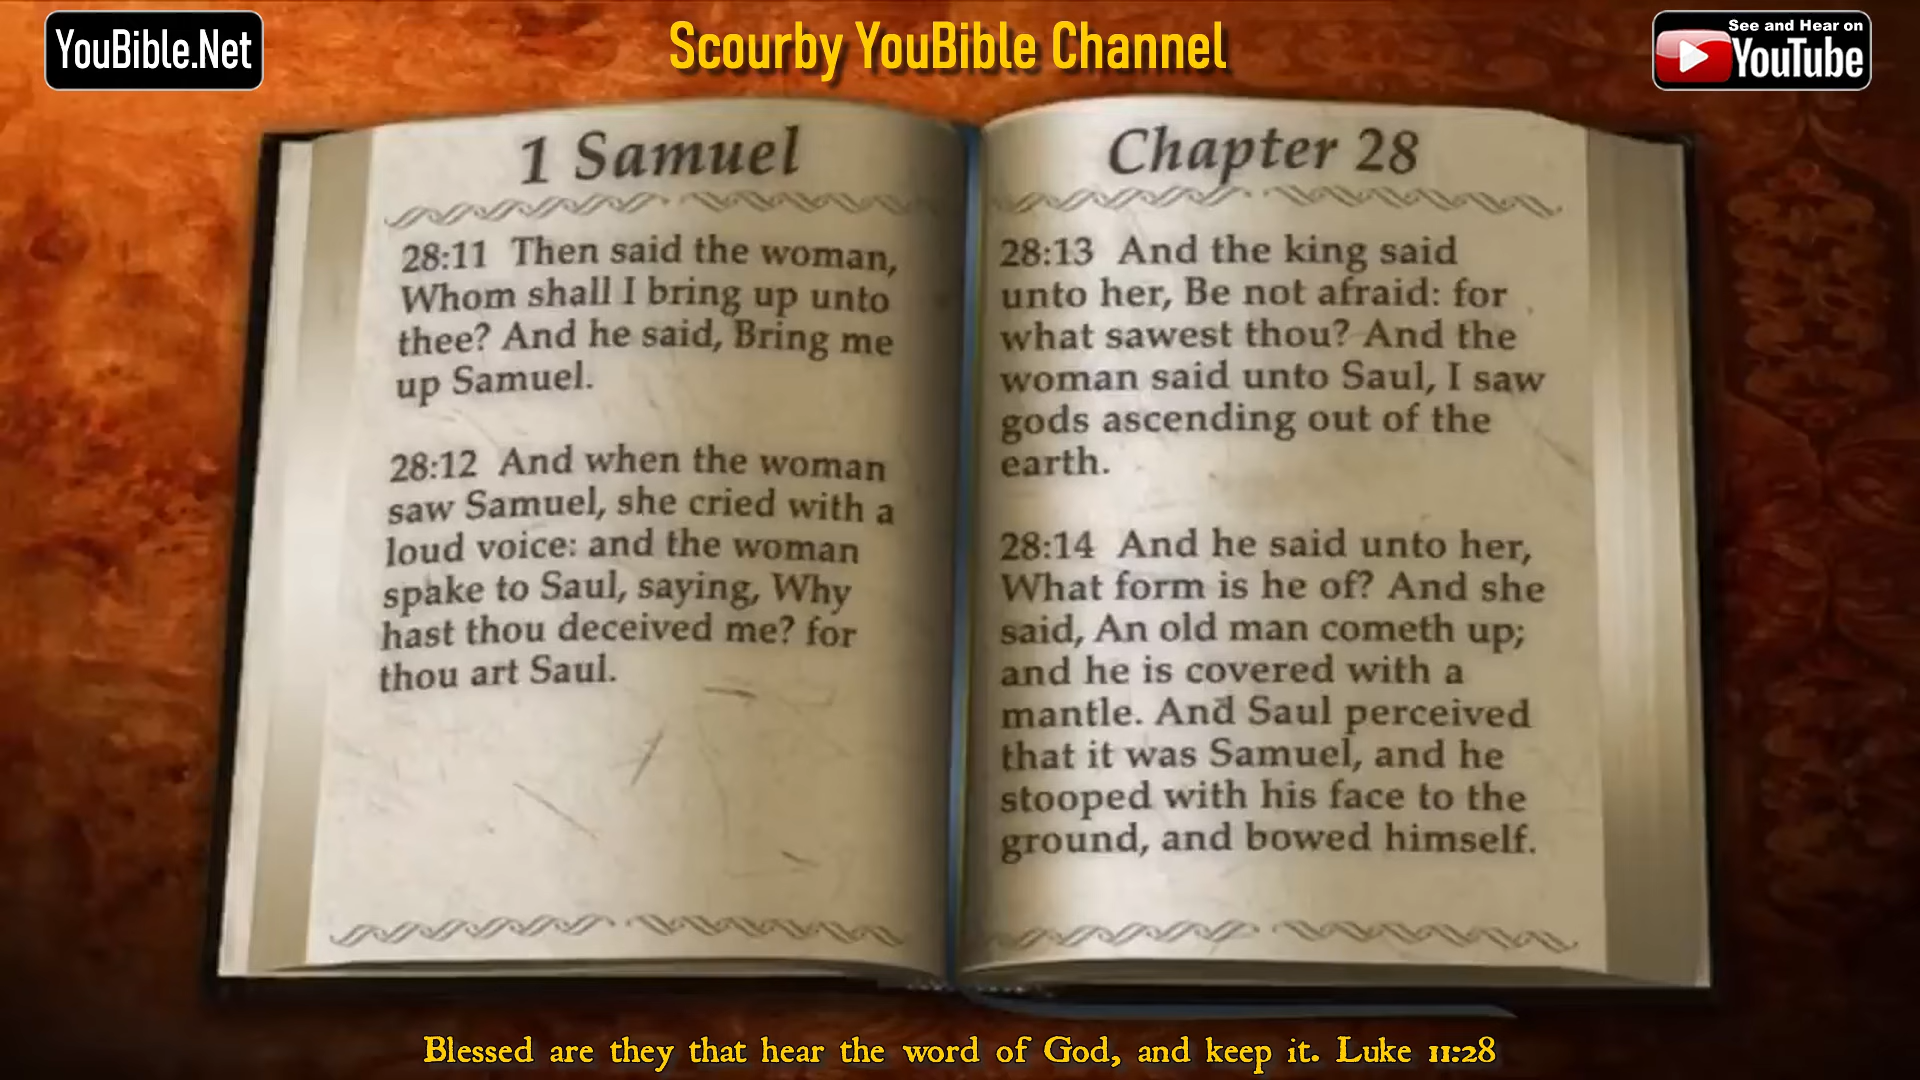 YouBible.Net
Scourby YouBible Channel
See and Hear on
YouTube
1 Samuel
28:11 Then said the woman,
Whom shall I bring up unto
thee? And he said, Bring me
up Samuel.
28:12 And when the woman
saw Samuel, she cried with a
loud voice: and the woman
spake to Saul, saying, Why
hast thou deceived me? for
thou art Saul.
Chapter 28
28:13 And the king said
unto her, Be not afraid: for
what sawest thou? And the
woman said unto Saul, I saw
gods ascending out of the
earth.
28:14 And he said unto her,
What form is he of? And she
said, An old man cometh up;
and he is covered with a
mantle. And Saul perceived
that it was Samuel, and he
stooped with his face to the
ground, and bowed himself.
Blessed are they that hear the word of God, and keep it. Luke 11:28